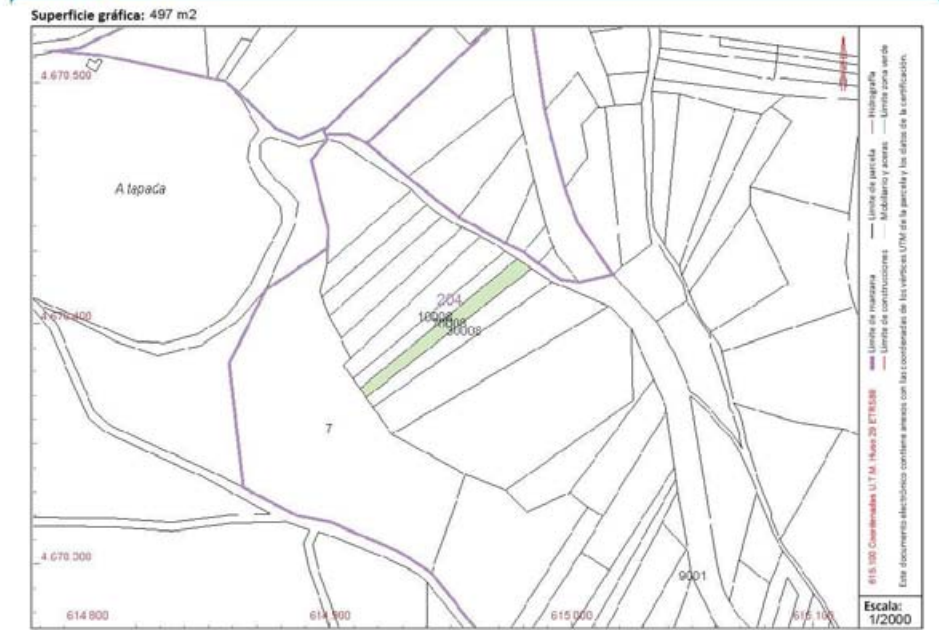 Superficie gráfica: 497 m2
4.670.500
A tapada
204
4.670.400
7
4.670.300
9001
614 800
614 900
615 000
615 100
Límite de manzana
Límite de parcela
Hidrografía
Límite de construcciones
Mobiliario y aceras
Límite zona verde
615.100 Coordenadas U.T.M. Huso 29 ETRS89
Este documento electrónico contiene anexos con las coordenadas de los vértices UTM de la parcela y los datos de la certificación.
Escala:
1/2000